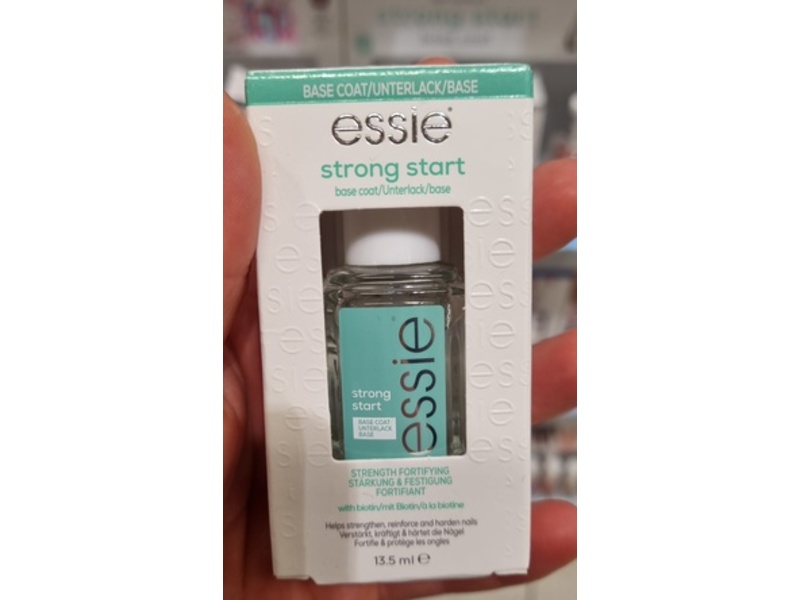 strong start
BASE COAT/UNTERLACK/BASE
essie
strong start
base coat/Unterlack/base
essie
strong
start
BASE COAT
UNTERLACK
BASE
STRENGTH FORTIFYING
STÄRKUNG & FESTIGUNG
FORTIFIANT
with biotin/mit Biotin/à la biotine
Helps strengthen, reinforce and harden nails
Verstärkt, kräftigt & härtet die Nägel
Fortifie & protège les ongles
13.5 ml ℮